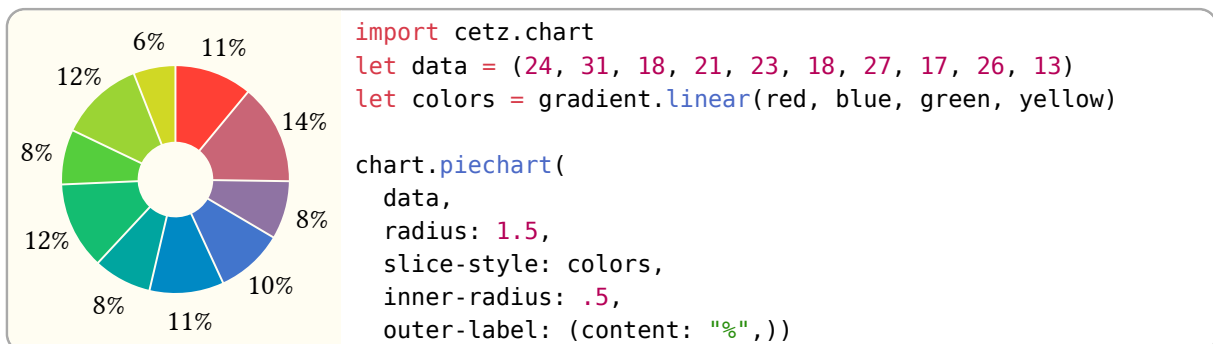 6%
11%
12%
14%
8%
8%
12%
10%
8%
11%
import cetz.chart
let data = (24, 31, 18, 21, 23, 18, 27, 17, 26, 13)
let colors = gradient.linear(red, blue, green, yellow)
chart.piechart(
  data,
  radius: 1.5,
  slice-style: colors,
  inner-radius: .5,
  outer-label: (content: "%",))